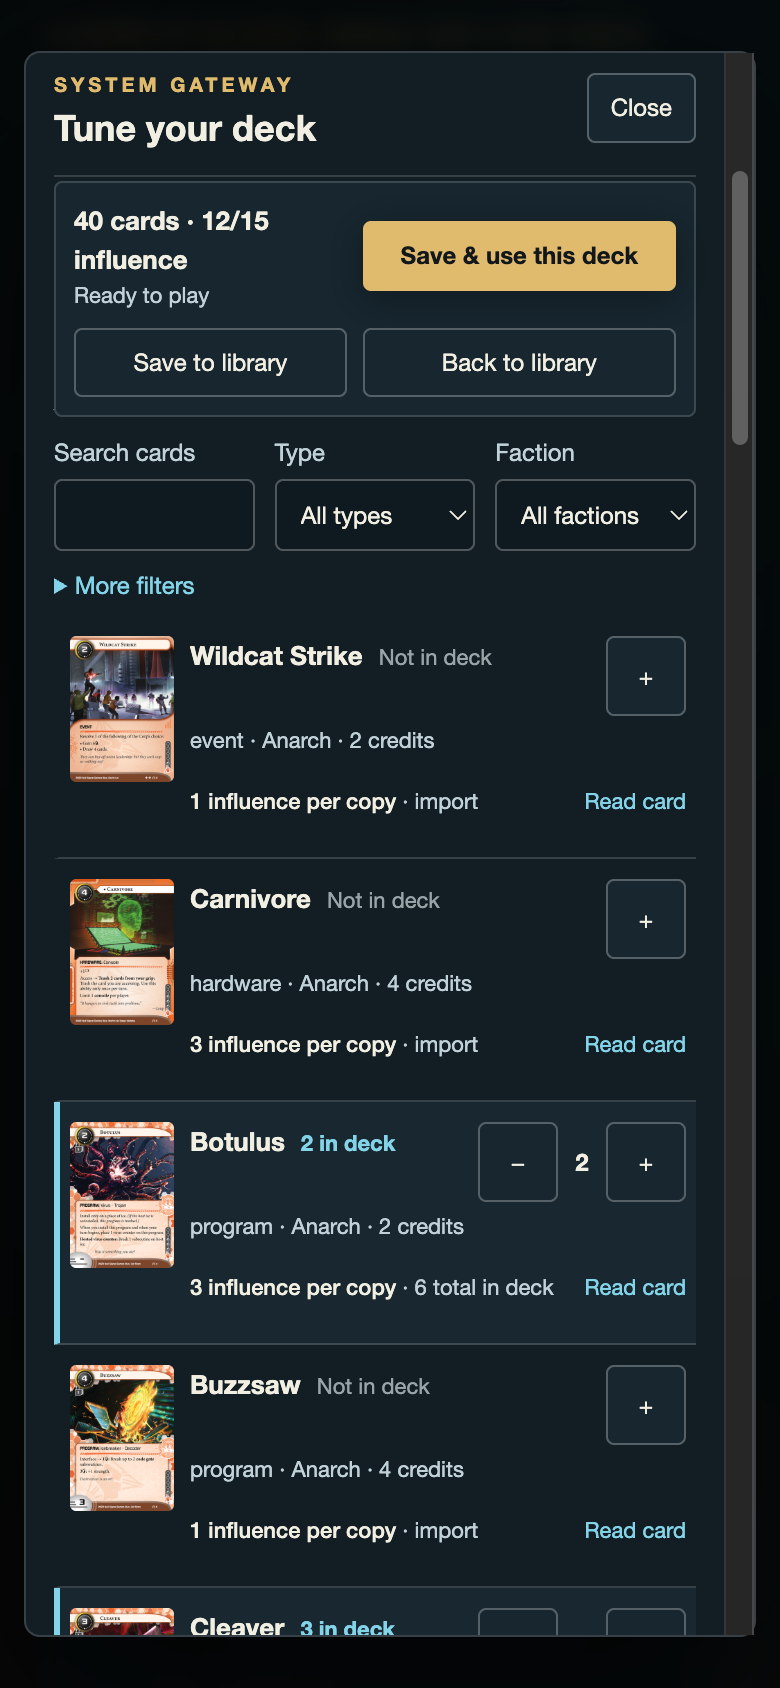 SYSTEM GATEWAY
Tune your deck
Close
40 cards · 12/15
influence
Ready to play
Save & use this deck
Save to library
Back to library
Search cards
Type
Faction
All types
All factions
▶ More filters
Wildcat Strike Not in deck
+
event · Anarch · 2 credits
1 influence per copy · import
Read card
Carnivore Not in deck
+
hardware · Anarch · 4 credits
3 influence per copy · import
Read card
Botulus 2 in deck
− 2 +
program · Anarch · 2 credits
3 influence per copy · 6 total in deck
Read card
Buzzsaw Not in deck
+
program · Anarch · 4 credits
1 influence per copy · import
Read card
Cleaver 3 in deck